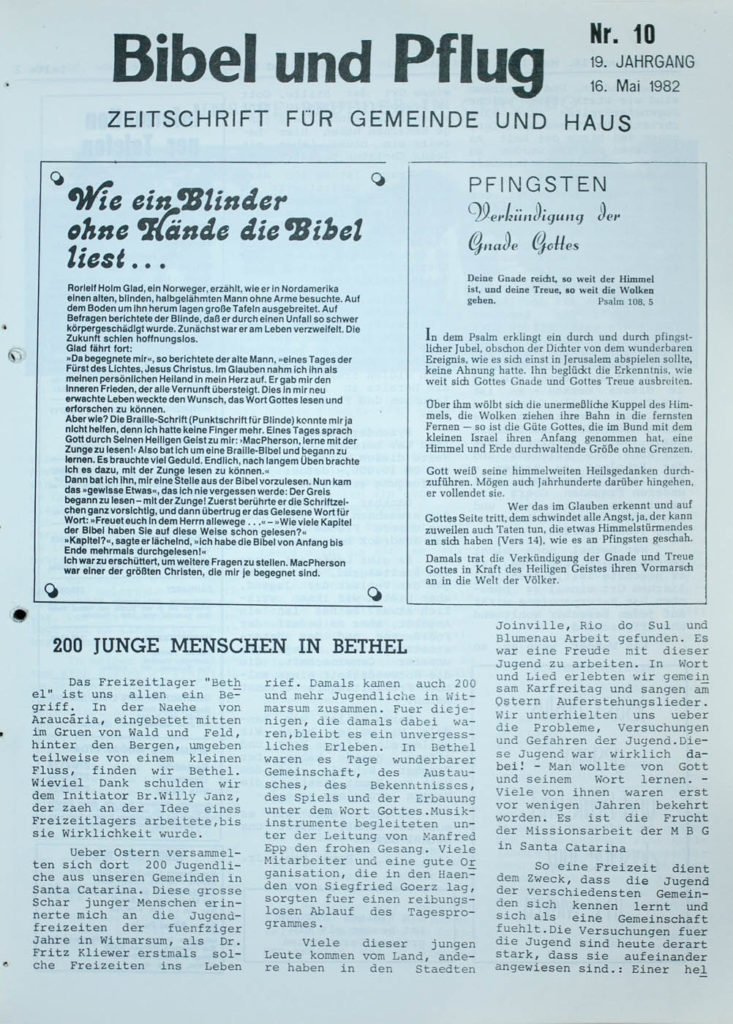 Bibel und Pflug
Nr. 10
19. JAHRGANG
16. Mai 1982
ZEITSCHRIFT FÜR GEMEINDE UND HAUS
Wie ein Blinder
ohne Hände die Bibel
liest...
Rorleif Holm Glad, ein Norweger, erzählt, wie er in Nordamerika
einen alten, blinden, halbgelähmten Mann ohne Arme besuchte. Auf
dem Boden um ihn herum lagen große Tafeln ausgebreitet. Auf
Befragen berichtete der Blinde, daß er durch einen Unfall so schwer
körpergeschädigt wurde. Zunächst war er am Leben verzweifelt. Die
Zukunft schien hoffnungslos.
Glad fährt fort:
»Da begegnete mir«, so berichtete der alte Mann, »eines Tages der
Fürst des Lichtes, Jesus Christus. Im Glauben nahm ich ihn als
meinen persönlichen Heiland in mein Herz auf. Er gab mir den
inneren Frieden, der alle Vernunft übersteigt. Dies in mir neu
erwachte Leben weckte den Wunsch, das Wort Gottes lesen und
erforschen zu können.
Aber wie? Die Braille-Schrift (Punktschrift für Blinde) konnte mir ja
nicht helfen, denn ich hatte keine Finger mehr. Eines Tages sprach
Gott durch Seinen Heiligen Geist zu mir: ›MacPherson, lerne mit der
Zunge zu lesen!‹ Also bat ich um eine Braille-Bibel und begann zu
lernen. Es brauchte viel Geduld. Endlich, nach langem Üben brachte
ich es dazu, mit der Zunge lesen zu können.«
Dann bat ich ihn, mir eine Stelle aus der Bibel vorzulesen. Nun kam
das »gewisse Etwas«, das ich nie vergessen werde: Der Greis
begann zu lesen – mit der Zunge! Zuerst berührte er die Schriftzei-
chen ganz vorsichtig, und dann übertrug er das Gelesene Wort für
Wort: »Freuet euch in dem Herrn allewege . . .« – »Wie viele Kapitel
der Bibel haben Sie auf diese Weise schon gelesen?«
»Kapitel?«, sagte er lächelnd, »ich habe die Bibel von Anfang bis
Ende mehrmals durchgelesen!«
Ich war zu erschüttert, um weitere Fragen zu stellen. MacPherson
war einer der größten Christen, die mir je begegnet sind.
PFINGSTEN
Verkündigung der
Gnade Gottes
Deine Gnade reicht, so weit der Himmel
ist, und deine Treue, so weit die Wolken
gehen. Psalm 108, 5
In dem Psalm erklingt ein durch und durch pfingst-
licher Jubel, obschon der Dichter von dem wunderbaren
Ereignis, wie es sich einst in Jerusalem abspielen sollte,
keine Ahnung hatte. Ihn beglückt die Erkenntnis, wie
weit sich Gottes Gnade und Gottes Treue ausbreiten.
Über ihm wölbt sich die unermeßliche Kuppel des Him-
mels, die Wolken ziehen ihre Bahn in die fernsten
Fernen – so ist die Güte Gottes, die im Bund mit dem
kleinen Israel ihren Anfang genommen hat, eine
Himmel und Erde durchwaltende Größe ohne Grenzen.
Gott weiß seine himmelweiten Heilsgedanken durch-
zuführen. Mögen auch Jahrhunderte darüber hingehen,
er vollendet sie.
Wer das im Glauben erkennt und auf
Gottes Seite tritt, dem schwindet alle Angst, ja, der kann
zuweilen auch Taten tun, die etwas Himmelstürmendes
an sich haben (Vers 14), wie es an Pfingsten geschah.
Damals trat die Verkündigung der Gnade und Treue
Gottes in Kraft des Heiligen Geistes ihren Vormarsch
an in die Welt der Völker.
200 JUNGE MENSCHEN IN BETHEL
Das Freizeitlager "Beth
el" ist uns allen ein Be-
griff. In der Naehe von
Araucária, eingebetet mitten
im Gruen von Wald und Feld,
hinter den Bergen, umgeben
teilweise von einem kleinen
Fluss, finden wir Bethel.
Wieviel Dank schulden wir
dem Initiator Br.Willy Janz,
der zaeh an der Idee eines
Freizeitlagers arbeitete,bis
sie Wirklichkeit wurde.
Ueber Ostern versammel-
ten sich dort 200 Jugendli-
che aus unseren Gemeinden in
Santa Catarina. Diese grosse
Schar junger Menschen erin-
nerte mich an die Jugend-
freizeiten der fuenfziger
Jahre in Witmarsum, als Dr.
Fritz Kliewer erstmals sol-
che Freizeiten ins Leben
rief. Damals kamen auch 200
und mehr Jugendliche in Wit-
marsum zusammen. Fuer dieje-
nigen, die damals dabei wa-
ren,bleibt es ein unvergess-
liches Erleben. In Bethel
waren es Tage wunderbarer
Gemeinschaft, des Austau-
sches, des Bekenntnisses,
des Spiels und der Erbauung
unter dem Wort Gottes.Musik-
instrumente begleiteten un-
ter der Leitung von Manfred
Epp den frohen Gesang. Viele
Mitarbeiter und eine gute Or
ganisation, die in den Haen-
den von Siegfried Goerz lag,
sorgten fuer einen reibungs-
losen Ablauf des Tagespro-
grammes.
Viele dieser jungen
Leute kommen vom Land, ande-
re haben in den Staedten
Joinville, Rio do Sul und
Blumenau Arbeit gefunden. Es
war eine Freude mit dieser
Jugend zu arbeiten. In Wort
und Lied erlebten wir gemein
sam Karfreitag und sangen am
Ostern Auferstehungslieder.
Wir unterhielten uns ueber
die Probleme, Versuchungen
und Gefahren der Jugend.Die-
se Jugend war wirklich da-
bei! - Man wollte von Gott
und seinem Wort lernen. -
Viele von ihnen waren erst
vor wenigen Jahren bekehrt
worden. Es ist die Frucht
der Missionsarbeit der M B G
in Santa Catarina
So eine Freizeit dient
dem Zweck, dass die Jugend
der verschiedensten Gemein-
den sich kennen lernt und
sich als eine Gemeinschaft
fuehlt.Die Versuchungen fuer
die Jugend sind heute derart
stark, dass sie aufeinander
angewiesen sind.: Einer hel